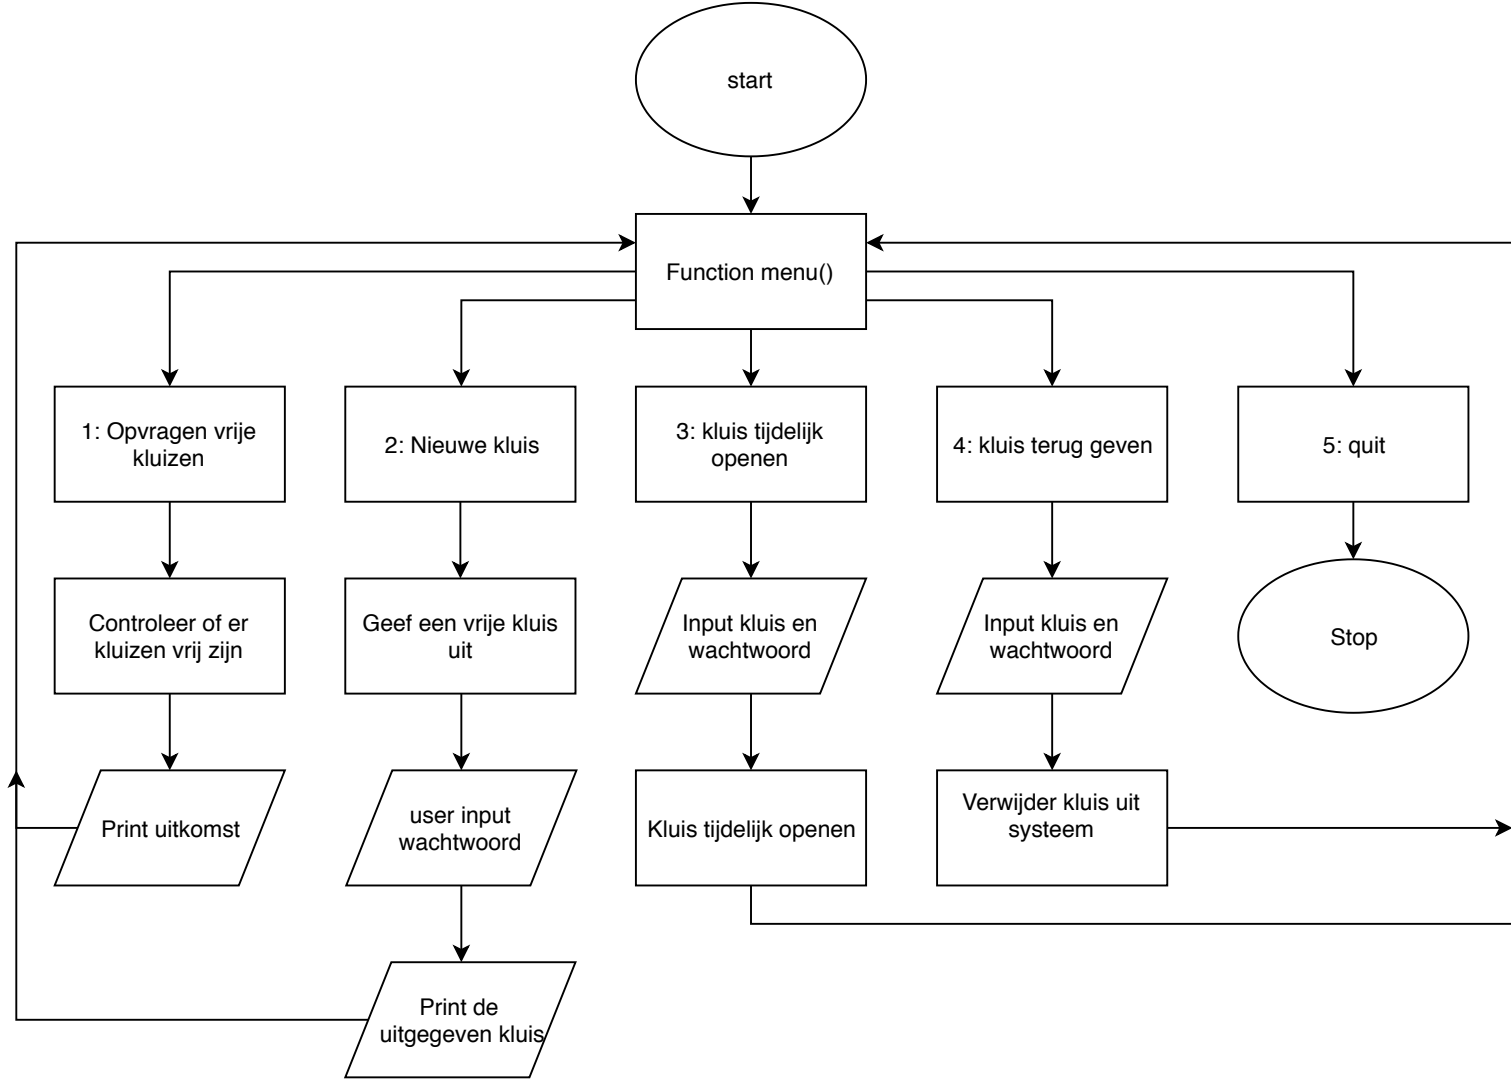 start
Function menu()
1: Opvragen vrije
kluizen
2: Nieuwe kluis
3: kluis tijdelijk
openen
4: kluis terug geven
5: quit
Controleer of er
kluizen vrij zijn
Geef een vrije kluis
uit
Input kluis en
wachtwoord
Input kluis en
wachtwoord
Stop
Print uitkomst
user input
wachtwoord
Kluis tijdelijk openen
Verwijder kluis uit
systeem
Print de
uitgegeven kluis